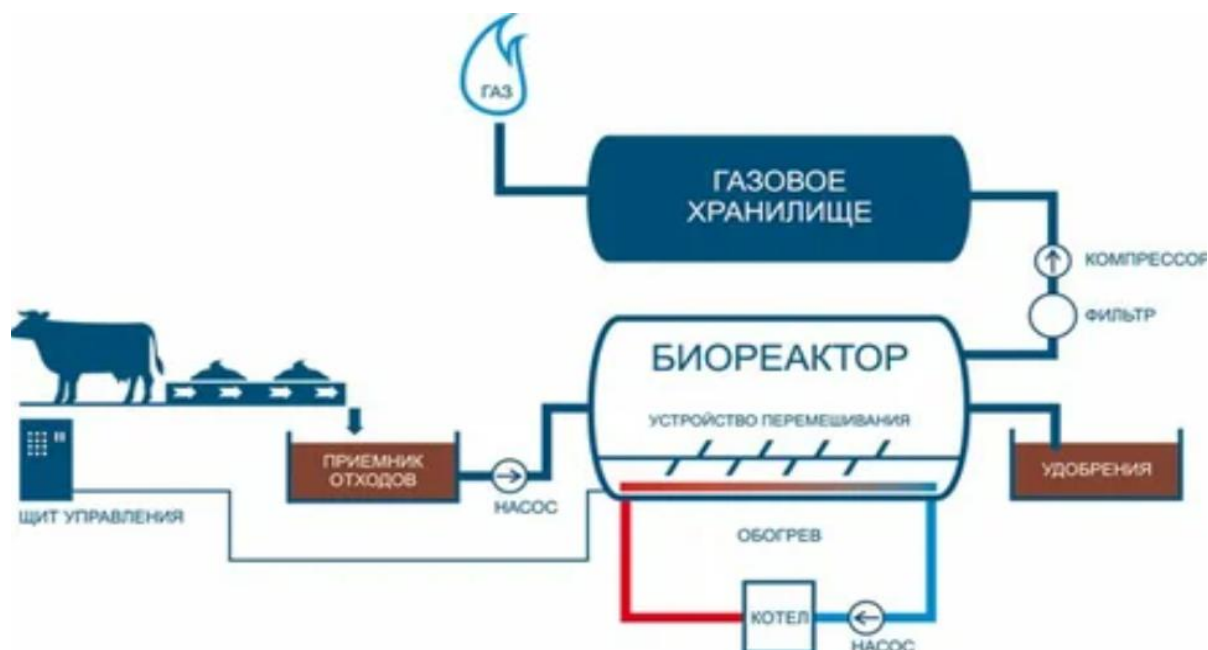 ГАЗ
ГАЗОВОЕ
ХРАНИЛИЩЕ
КОМПРЕССОР
ФИЛЬТР
БИОРЕАКТОР
УСТРОЙСТВО ПЕРЕМЕШИВАНИЯ
ПРИЕМНИК
ОТХОДОВ
УДОБРЕНИЯ
НАСОС
ЩИТ УПРАВЛЕНИЯ
ОБОГРЕВ
КОТЕЛ
НАСОС